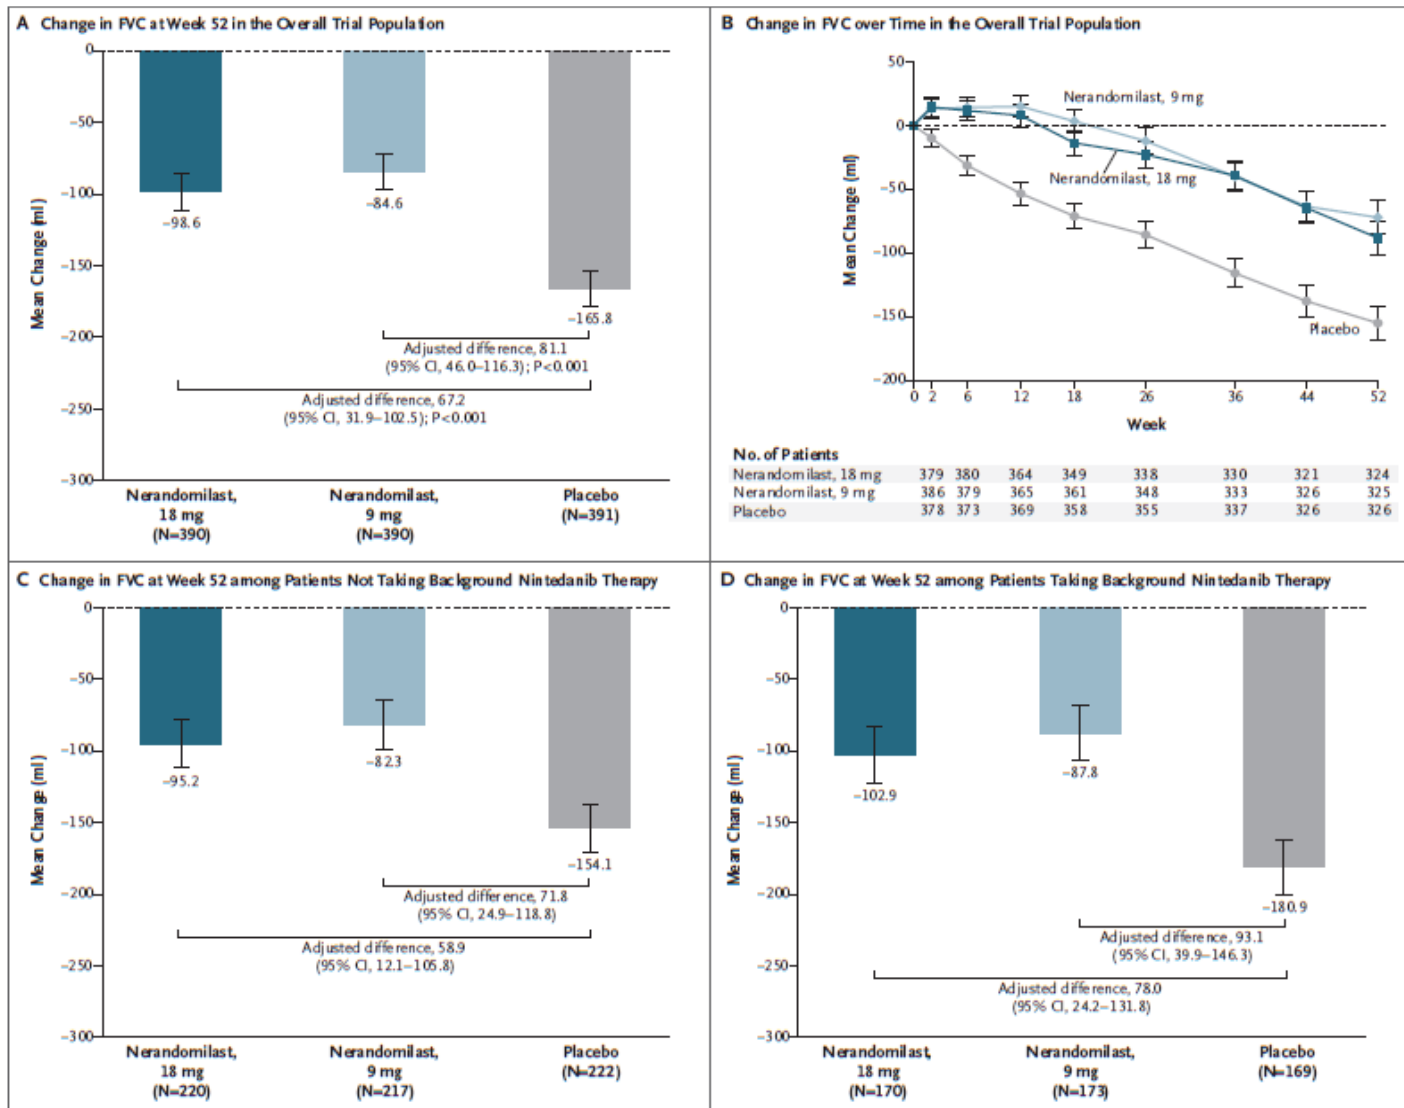 A Change in FVC at Week 52 in the Overall Trial Population
Mean Change (ml)
0
−50
−100
−150
−200
−250
−300
−98.6
−84.6
−165.8
Adjusted difference, 81.1
(95% CI, 46.0–116.3); P<0.001
Adjusted difference, 67.2
(95% CI, 31.9–102.5); P<0.001
Nerandomilast, 18 mg (N=390)
Nerandomilast, 9 mg (N=390)
Placebo (N=391)
B Change in FVC over Time in the Overall Trial Population
Mean Change (ml)
50
0
−50
−100
−150
−200
Nerandomilast, 9 mg
Nerandomilast, 18 mg
Placebo
0 2 6 12 18 26 36 44 52
Week
No. of Patients
Nerandomilast, 18 mg 379 380 364 349 338 330 321 324
Nerandomilast, 9 mg 386 379 365 361 348 333 326 325
Placebo 378 373 369 358 355 337 326 326
C Change in FVC at Week 52 among Patients Not Taking Background Nintedanib Therapy
Mean Change (ml)
0
−50
−100
−150
−200
−250
−300
−95.2
−82.3
−154.1
Adjusted difference, 71.8
(95% CI, 24.9–118.8)
Adjusted difference, 58.9
(95% CI, 12.1–105.8)
Nerandomilast, 18 mg (N=220)
Nerandomilast, 9 mg (N=217)
Placebo (N=222)
D Change in FVC at Week 52 among Patients Taking Background Nintedanib Therapy
Mean Change (ml)
0
−50
−100
−150
−200
−250
−300
−102.9
−87.8
−180.9
Adjusted difference, 93.1
(95% CI, 39.9–146.3)
Adjusted difference, 78.0
(95% CI, 24.2–131.8)
Nerandomilast, 18 mg (N=170)
Nerandomilast, 9 mg (N=173)
Placebo (N=169)